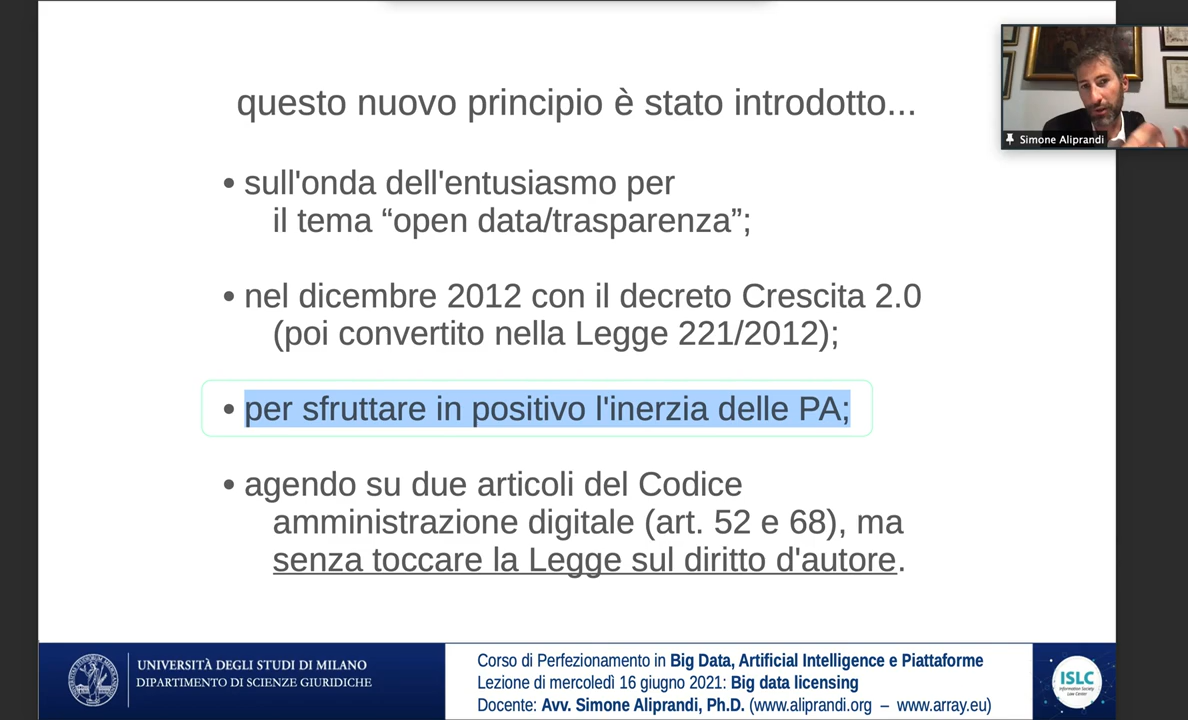 questo nuovo principio è stato introdotto...
• sull'onda dell'entusiasmo per
il tema “open data/trasparenza”;
• nel dicembre 2012 con il decreto Crescita 2.0
(poi convertito nella Legge 221/2012);
• per sfruttare in positivo l'inerzia delle PA;
• agendo su due articoli del Codice
amministrazione digitale (art. 52 e 68), ma
senza toccare la Legge sul diritto d'autore.
Simone Aliprandi
UNIVERSITÀ DEGLI STUDI DI MILANO
DIPARTIMENTO DI SCIENZE GIURIDICHE
Corso di Perfezionamento in Big Data, Artificial Intelligence e Piattaforme
Lezione di mercoledì 16 giugno 2021: Big data licensing
Docente: Avv. Simone Aliprandi, Ph.D. (www.aliprandi.org – www.array.eu)
ISLC
Information Society
Law Center